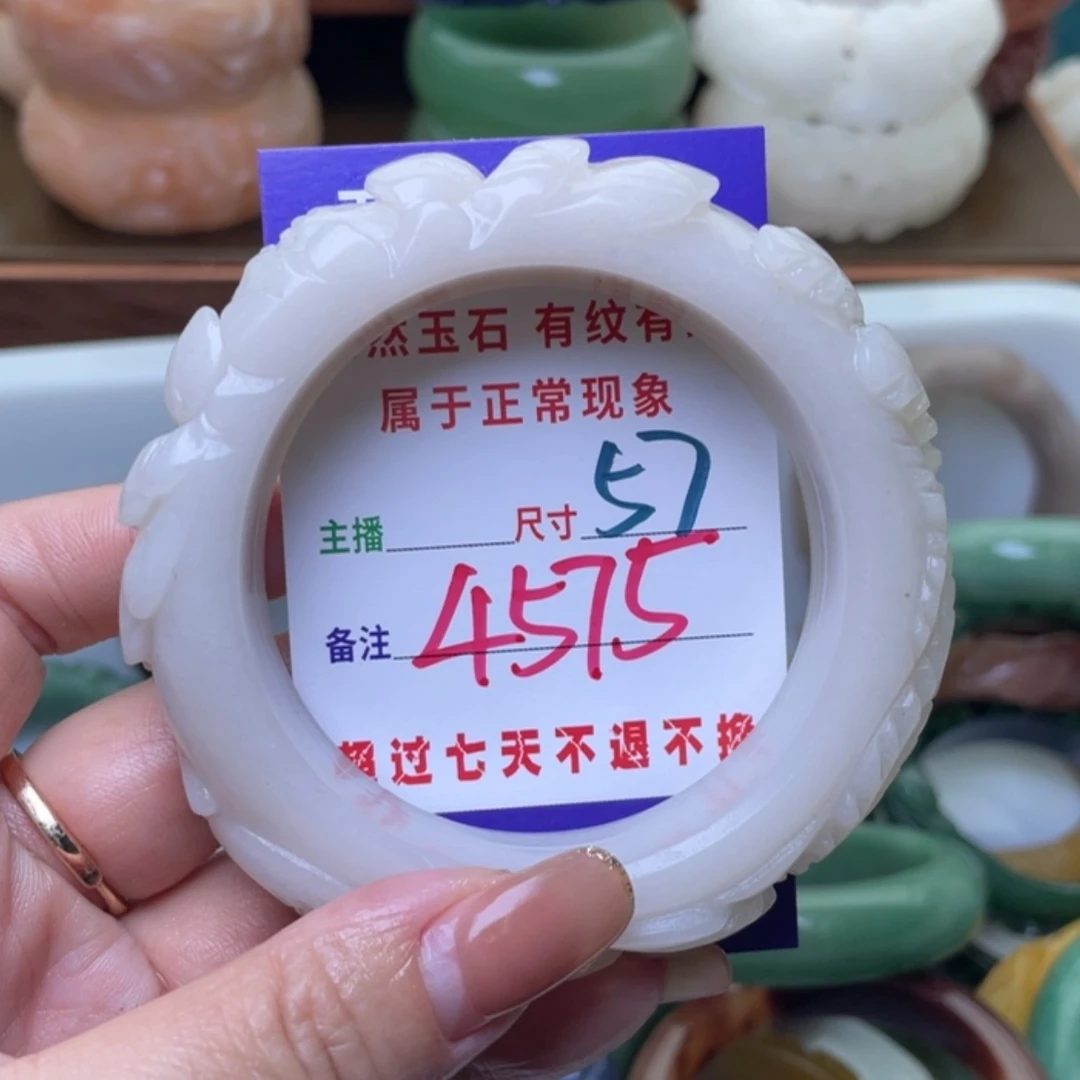 然玉石 有纹有
属于正常现象
主播 尺寸 57
备注 4575
超过七天不退不换